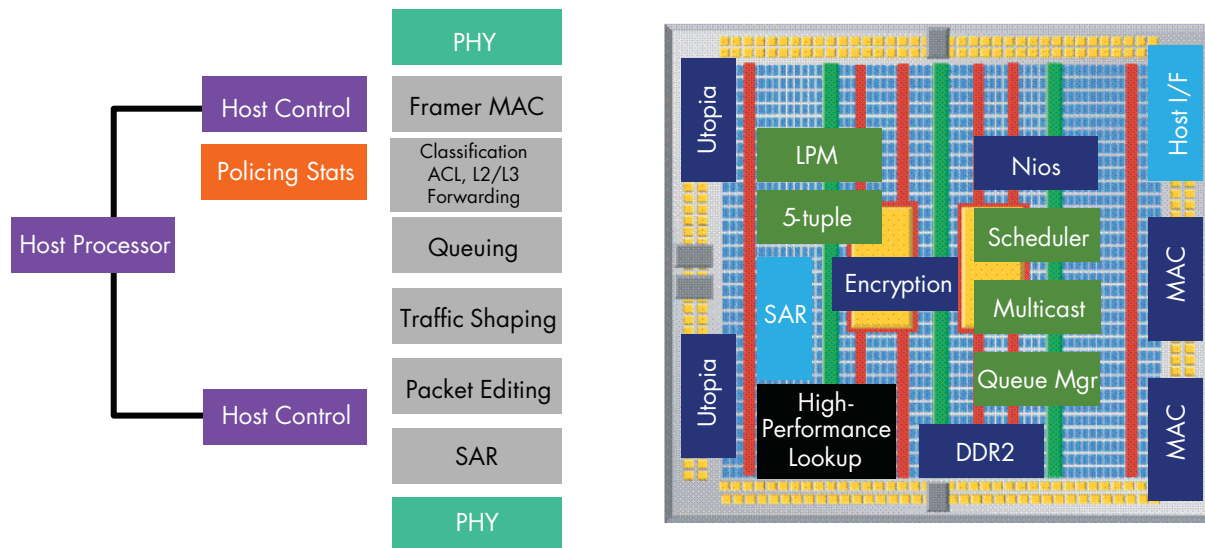 PHY
Host Control
Framer MAC
Policing Stats
Classification
ACL, L2/L3
Forwarding
Host Processor
Queuing
Traffic Shaping
Packet Editing
Host Control
SAR
PHY
Utopia
Host I/F
LPM
Nios
5-tuple
Scheduler
MAC
Encryption
SAR
Multicast
Utopia
Queue Mgr
High-
Performance
Lookup
DDR2
MAC